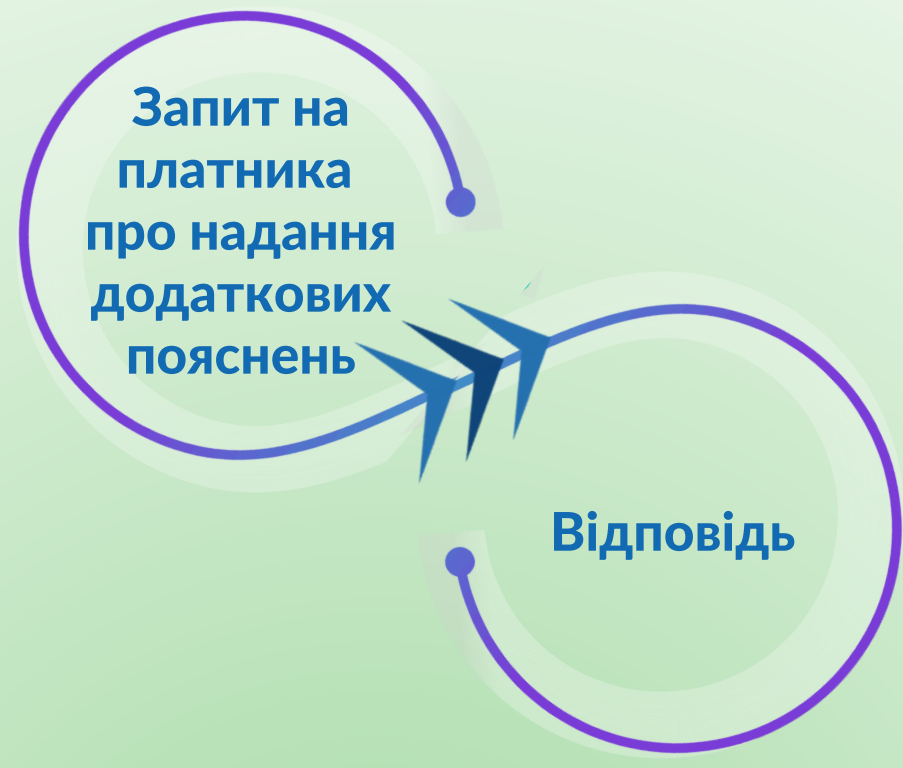 Запит на
платника
про надання
додаткових
пояснень
Відповідь